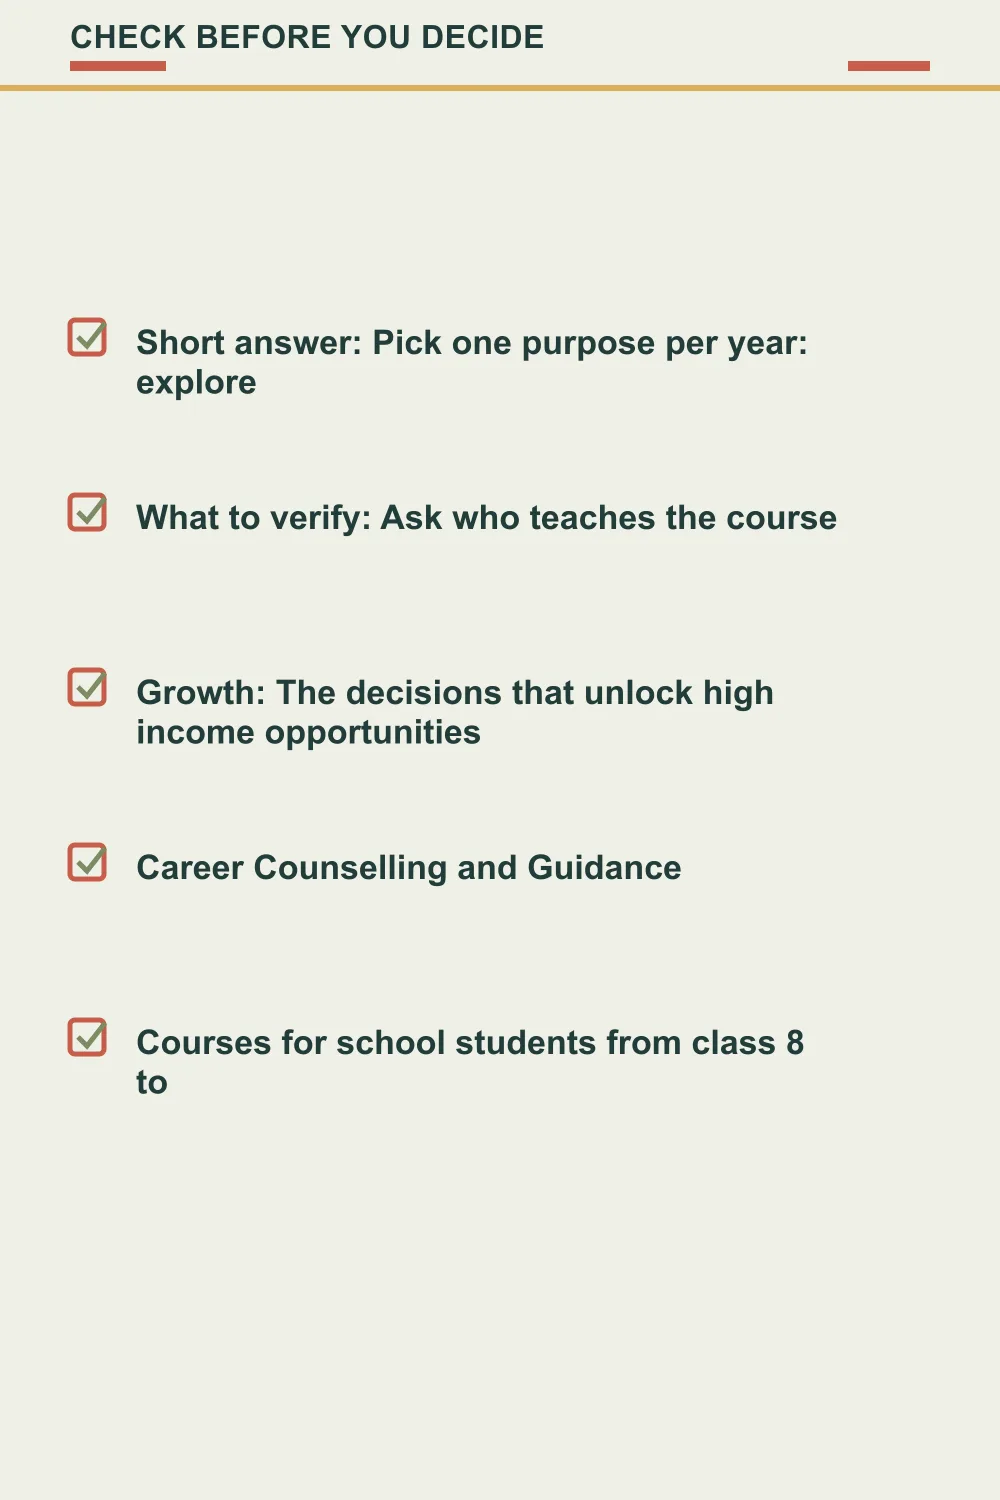 CHECK BEFORE YOU DECIDE
Short answer: Pick one purpose per year:
explore
What to verify: Ask who teaches the course
Growth: The decisions that unlock high
income opportunities
Career Counselling and Guidance
Courses for school students from class 8
to